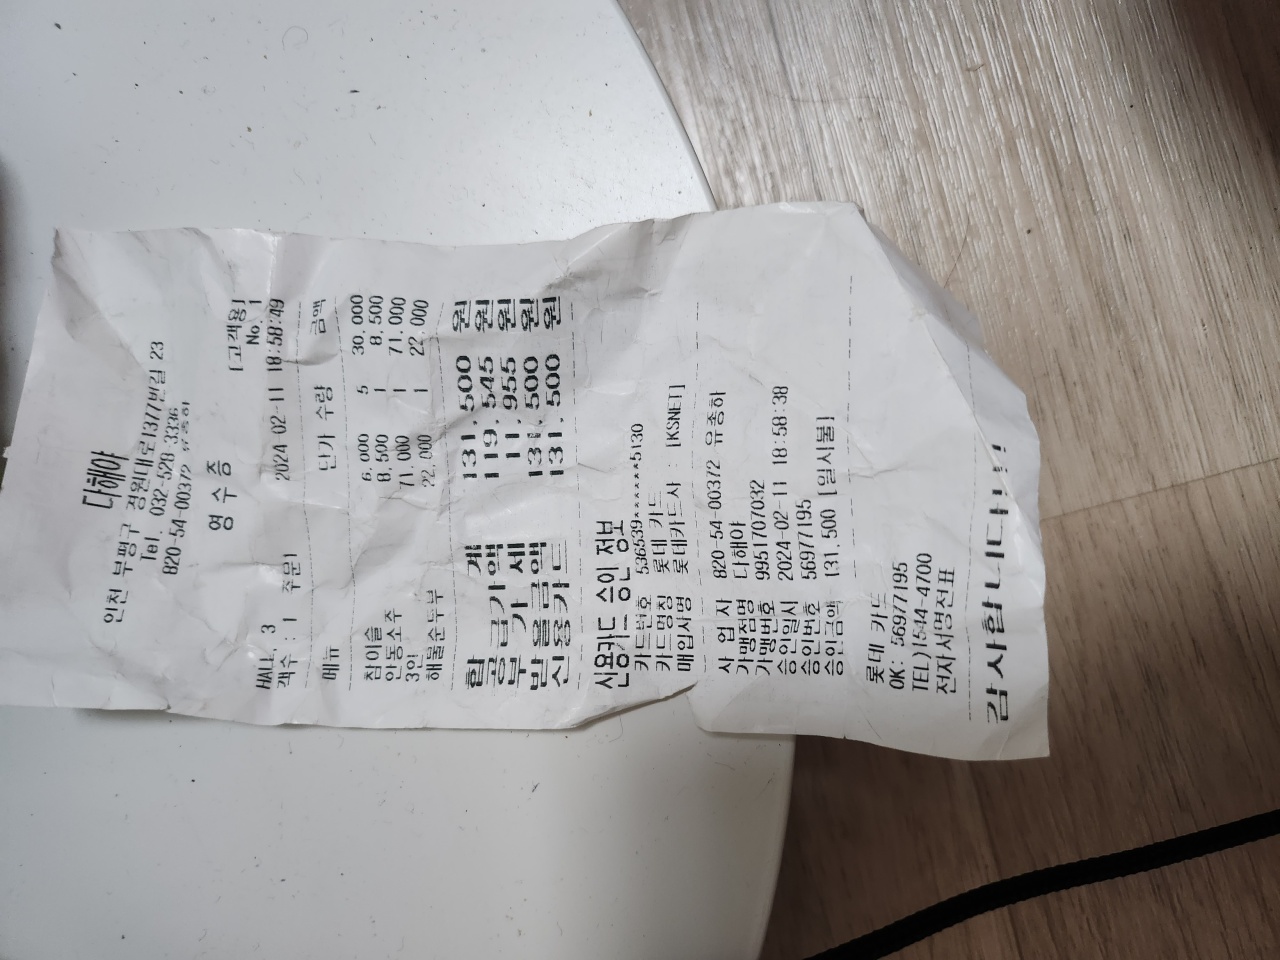 다해야
인천 부평구 경원대로1377번길 23
Tel. 032-528 3336
820-54-00372 유종하
영수증
[고객용]
HALL, 3 No. 1
객수 : 1 주문1 2024-02-11 18:58:49
메뉴 단가 수량 금액
참이슬 6,000 5 30,000
안동소주 8,500 1 8,500
3인 71,000 1 71,000
해물순두부 22,000 1 22,000
합 계 131,500 원
공급가액 119,545 원
부 가 세 11,955 원
받을금액 131,500 원
신용카드 131,500 원
신용카드 승인 정보
카드번호 536539******5130
카드명칭 롯데 카드
매입사명 롯데카드사 : [KSNET]
사 업 자 820-54-00372 유종하
가맹점명 다해야
가맹번호 9951707032
승인일시 2024-02-11 18:58:38
승인번호 56977195
승인금액 131,500 [일시불]
롯데 카드
OK: 56977195
TEL)1544-4700
전자서명전표
감사합니다!!!